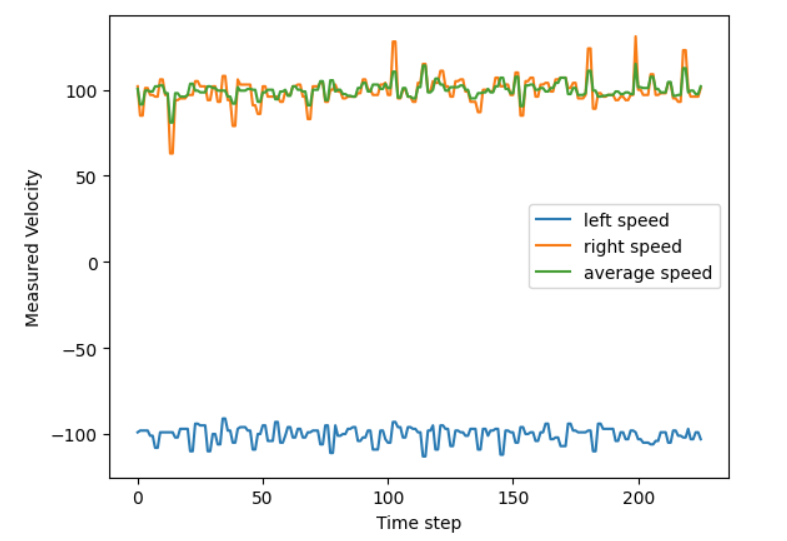 100
50
0
−50
−100
Measured Velocity
left speed
right speed
average speed
0
50
100
150
200
Time step